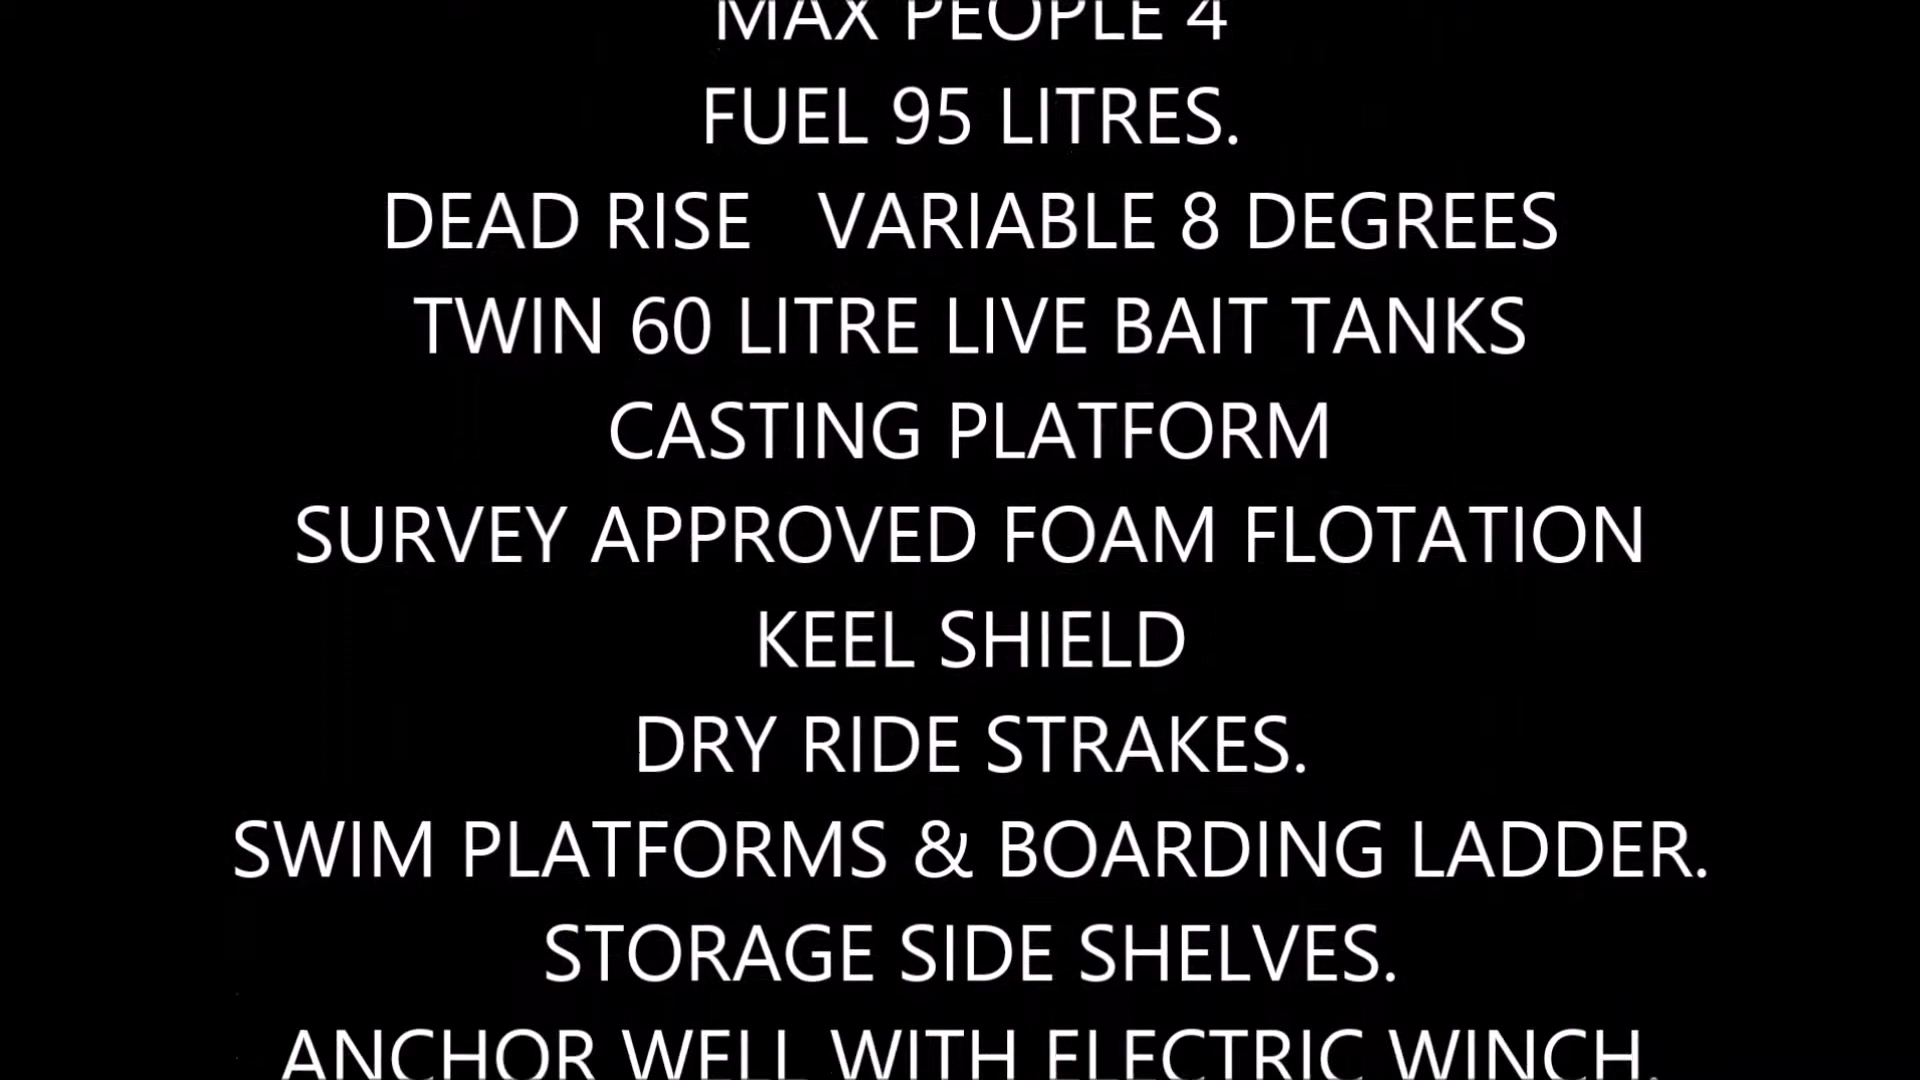 MAX PEOPLE 4
FUEL 95 LITRES.
DEAD RISE   VARIABLE 8 DEGREES
TWIN 60 LITRE LIVE BAIT TANKS
CASTING PLATFORM
SURVEY APPROVED FOAM FLOTATION
KEEL SHIELD
DRY RIDE STRAKES.
SWIM PLATFORMS & BOARDING LADDER.
STORAGE SIDE SHELVES.
ANCHOR WELL WITH ELECTRIC WINCH.